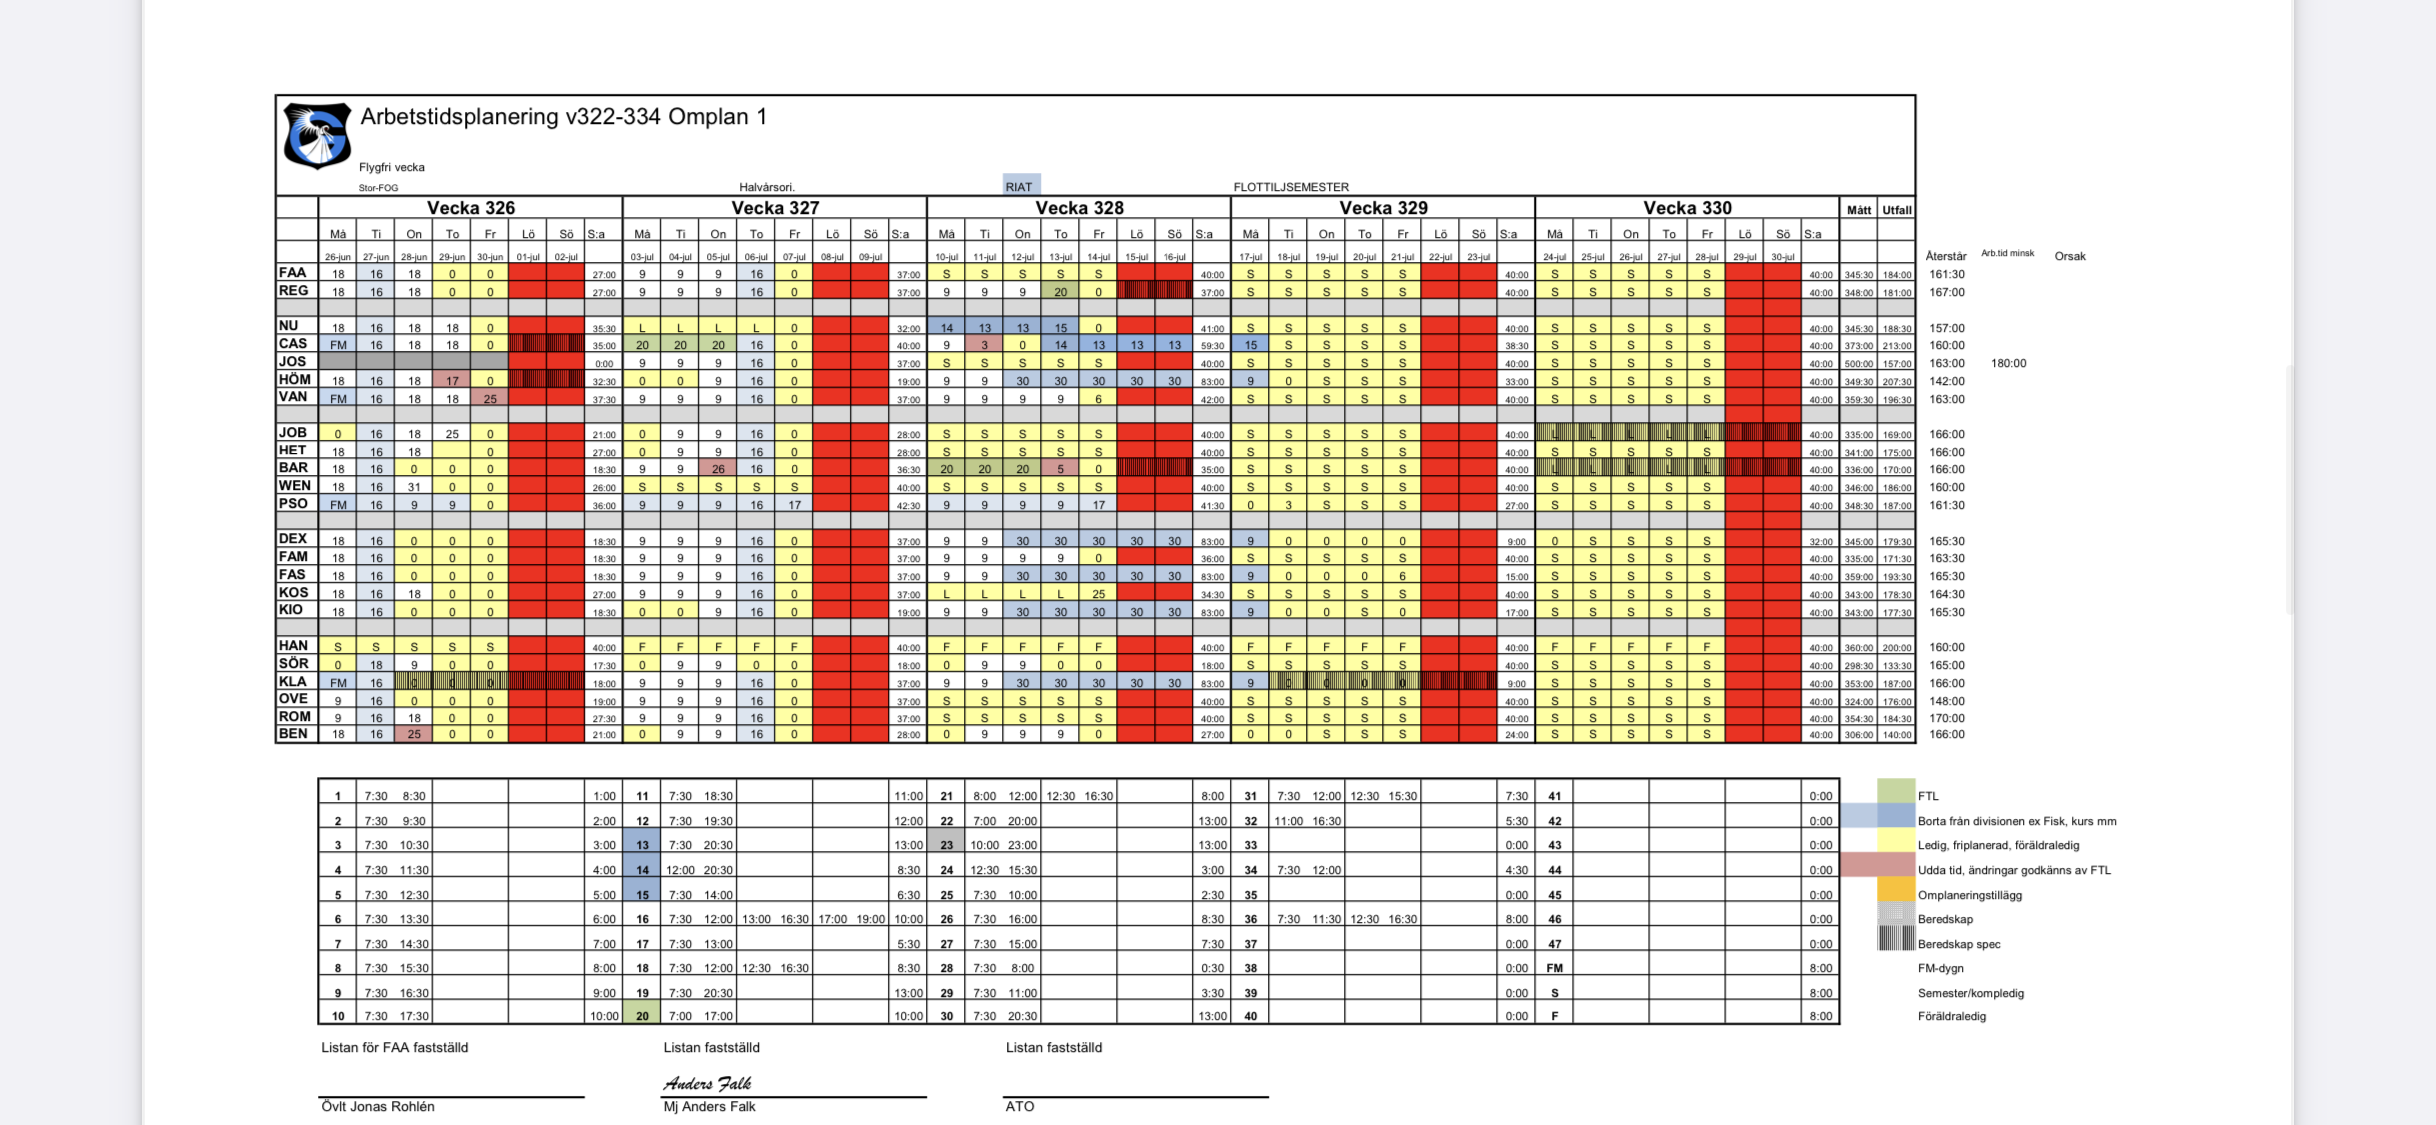 Arbetstidsplanering v322-334 Omplan 1
Flygfri vecka
Stor-FOG Halvårsori. RIAT FLOTTILJSEMESTER
Vecka 326 Vecka 327 Vecka 328 Vecka 329 Vecka 330 Mått Utfall
Må Ti On To Fr Lö Sö S:a Må Ti On To Fr Lö Sö S:a Må Ti On To Fr Lö Sö S:a Må Ti On To Fr Lö Sö S:a Må Ti On To Fr Lö Sö S:a
26-jun 27-jun 28-jun 29-jun 30-jun 01-jul 02-jul 03-jul 04-jul 05-jul 06-jul 07-jul 08-jul 09-jul 10-jul 11-jul 12-jul 13-jul 14-jul 15-jul 16-jul 17-jul 18-jul 19-jul 20-jul 21-jul 22-jul 23-jul 24-jul 25-jul 26-jul 27-jul 28-jul 29-jul 30-jul Återstår Arb.tid minsk Orsak
FAA 18 16 18 0 0 27:00 9 9 9 16 0 37:00 S S S S S 40:00 S S S S S 40:00 S S S S S 40:00 345:30 184:00 161:30
REG 18 16 18 0 0 27:00 9 9 9 16 0 37:00 9 9 9 20 0 37:00 S S S S S 40:00 S S S S S 40:00 348:00 181:00 167:00
NU 18 16 18 18 0 35:30 L L L L 0 32:00 14 13 13 15 0 41:00 S S S S S 40:00 S S S S S 40:00 345:30 188:30 157:00
CAS FM 16 18 18 0 35:00 20 20 20 16 0 40:00 9 3 0 14 13 13 13 59:30 15 S S S S 38:30 S S S S S 40:00 373:00 213:00 160:00
JOS 0:00 9 9 9 16 0 37:00 S S S S S 40:00 S S S S S 40:00 S S S S S 40:00 500:00 157:00 163:00 180:00
HÖM 18 16 18 17 0 32:30 0 0 9 16 0 19:00 9 9 30 30 30 30 30 83:00 9 0 S S S 33:00 S S S S S 40:00 349:30 207:30 142:00
VAN FM 16 18 18 25 37:30 9 9 9 16 0 37:00 9 9 9 9 6 42:00 S S S S S 40:00 S S S S S 40:00 359:30 196:30 163:00
JOB 0 16 18 25 0 21:00 0 9 9 16 0 28:00 S S S S S 40:00 S S S S S 40:00 L L L L L 40:00 335:00 169:00 166:00
HET 18 16 18 0 27:00 0 9 9 16 0 28:00 S S S S S 40:00 S S S S S 40:00 S S S S S 40:00 341:00 175:00 166:00
BAR 18 16 0 0 0 18:30 9 9 26 16 0 36:30 20 20 20 5 0 35:00 S S S S S 40:00 L L L L L 40:00 336:00 170:00 166:00
WEN 18 16 31 0 0 26:00 S S S S S 40:00 S S S S S 40:00 S S S S S 40:00 S S S S S 40:00 346:00 186:00 160:00
PSO FM 16 9 9 0 36:00 9 9 9 16 17 42:30 9 9 9 9 17 41:30 0 3 S S S 27:00 S S S S S 40:00 348:30 187:00 161:30
DEX 18 16 0 0 0 18:30 9 9 9 16 0 37:00 9 9 30 30 30 30 30 83:00 9 0 0 0 0 9:00 0 S S S S 32:00 345:00 179:30 165:30
FAM 18 16 0 0 0 18:30 9 9 9 16 0 37:00 9 9 9 9 0 36:00 S S S S S 40:00 S S S S S 40:00 335:00 171:30 163:30
FAS 18 16 0 0 0 18:30 9 9 9 16 0 37:00 9 9 30 30 30 30 30 83:00 9 0 0 0 6 15:00 S S S S S 40:00 359:00 193:30 165:30
KOS 18 16 18 0 0 27:00 9 9 9 16 0 37:00 L L L L 25 34:30 S S S S S 40:00 S S S S S 40:00 343:00 178:30 164:30
KIO 18 16 0 0 0 18:30 0 0 9 16 0 19:00 9 9 30 30 30 30 30 83:00 9 0 0 S 0 17:00 S S S S S 40:00 343:00 177:30 165:30
HAN S S S S S 40:00 F F F F F 40:00 F F F F F 40:00 F F F F F 40:00 F F F F F 40:00 360:00 200:00 160:00
SÖR 0 18 9 0 0 17:30 0 9 9 0 0 18:00 0 9 9 0 0 18:00 S S S S S 40:00 S S S S S 40:00 298:30 133:30 165:00
KLA FM 16 0 0 0 18:00 9 9 9 16 0 37:00 9 9 30 30 30 30 30 83:00 9 0 0 0 0 9:00 S S S S S 40:00 353:00 187:00 166:00
OVE 9 16 0 0 0 19:00 9 9 9 16 0 37:00 S S S S S 40:00 S S S S S 40:00 S S S S S 40:00 324:00 176:00 148:00
ROM 9 16 18 0 0 27:30 9 9 9 16 0 37:00 S S S S S 40:00 S S S S S 40:00 S S S S S 40:00 354:30 184:30 170:00
BEN 18 16 25 0 0 21:00 0 9 9 16 0 28:00 0 9 9 9 0 27:00 0 0 S S S 24:00 S S S S S 40:00 306:00 140:00 166:00
1 7:30 8:30 1:00 11 7:30 18:30 11:00 21 8:00 12:00 12:30 16:30 8:00 31 7:30 12:00 12:30 15:30 7:30 41 0:00 FTL
2 7:30 9:30 2:00 12 7:30 19:30 12:00 22 7:00 20:00 13:00 32 11:00 16:30 5:30 42 0:00 Borta från divisionen ex Fisk, kurs mm
3 7:30 10:30 3:00 13 7:30 20:30 13:00 23 10:00 23:00 13:00 33 0:00 43 0:00 Ledig, friplanerad, föräldraledig
4 7:30 11:30 4:00 14 12:00 20:30 8:30 24 12:30 15:30 3:00 34 7:30 12:00 4:30 44 0:00 Udda tid, ändringar godkänns av FTL
5 7:30 12:30 5:00 15 7:30 14:00 6:30 25 7:30 10:00 2:30 35 0:00 45 0:00 Omplaneringstillägg
6 7:30 13:30 6:00 16 7:30 12:00 13:00 16:30 17:00 19:00 10:00 26 7:30 16:00 8:30 36 7:30 11:30 12:30 16:30 8:00 46 0:00 Beredskap
7 7:30 14:30 7:00 17 7:30 13:00 5:30 27 7:30 15:00 7:30 37 0:00 47 0:00 Beredskap spec
8 7:30 15:30 8:00 18 7:30 12:00 12:30 16:30 8:30 28 7:30 8:00 0:30 38 0:00 FM 8:00 FM-dygn
9 7:30 16:30 9:00 19 7:30 20:30 13:00 29 7:30 11:00 3:30 39 0:00 S 8:00 Semester/kompledig
10 7:30 17:30 10:00 20 7:00 17:00 10:00 30 7:30 20:30 13:00 40 0:00 F 8:00 Föräldraledig
Listan för FAA fastställd Listan fastställd Listan fastställd
Anders Falk
Övlt Jonas Rohlén Mj Anders Falk ATO